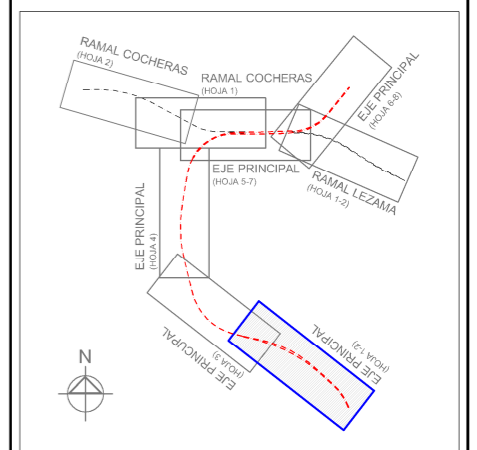 RAMAL COCHERAS
(HOJA 2)
RAMAL COCHERAS
(HOJA 1)
EJE PRINCIPAL
(HOJA 6-8)
EJE PRINCIPAL
(HOJA 5-7)
RAMAL LEZAMA
(HOJA 1-2)
EJE PRINCIPAL
(HOJA 4)
EJE PRINCUPAL
(HOJA 3)
EJE PRINCIPAL
(HOJA 1-2)
N